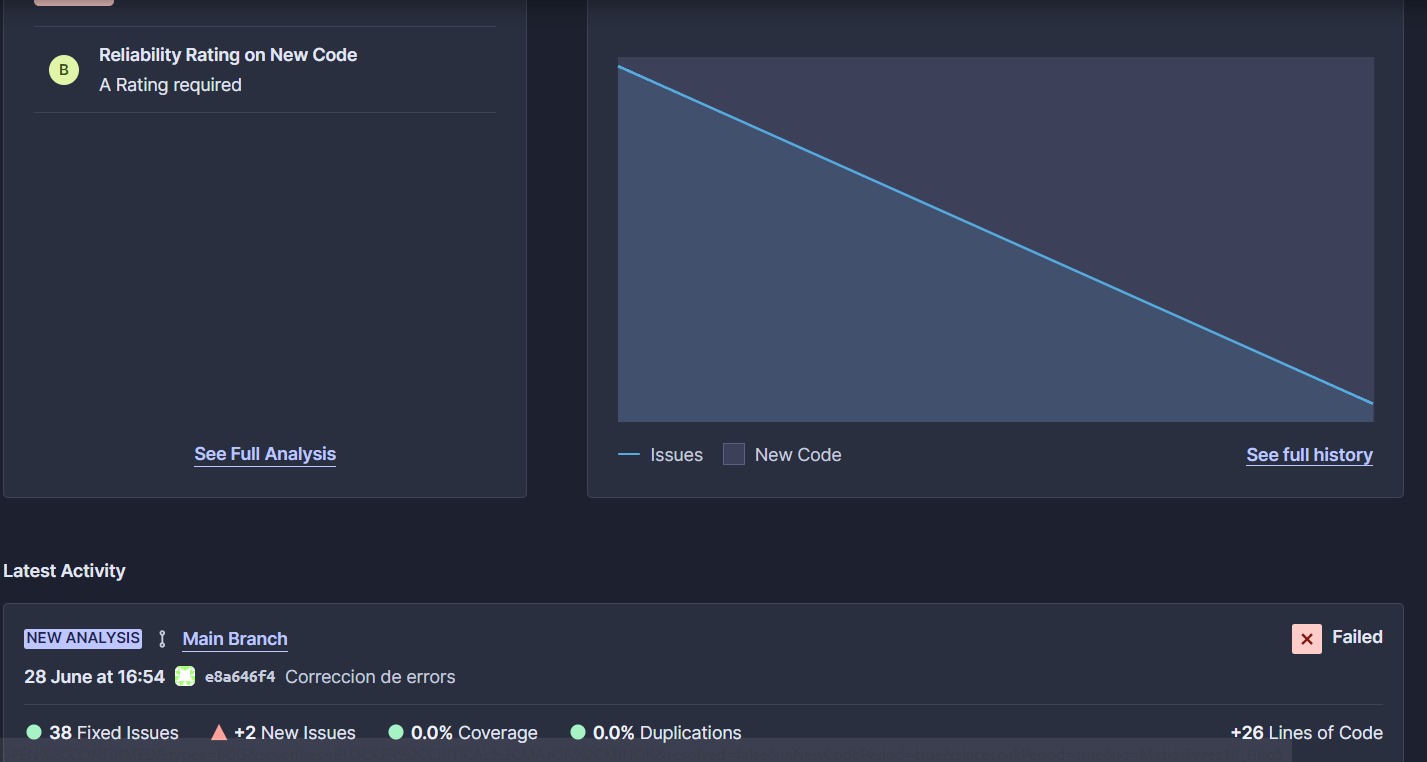 Reliability Rating on New Code
B
A Rating required
See Full Analysis
Issues New Code See full history
Latest Activity
NEW ANALYSIS Main Branch Failed
28 June at 16:54 e8a646f4 Correccion de errors
38 Fixed Issues +2 New Issues 0.0% Coverage 0.0% Duplications +26 Lines of Code